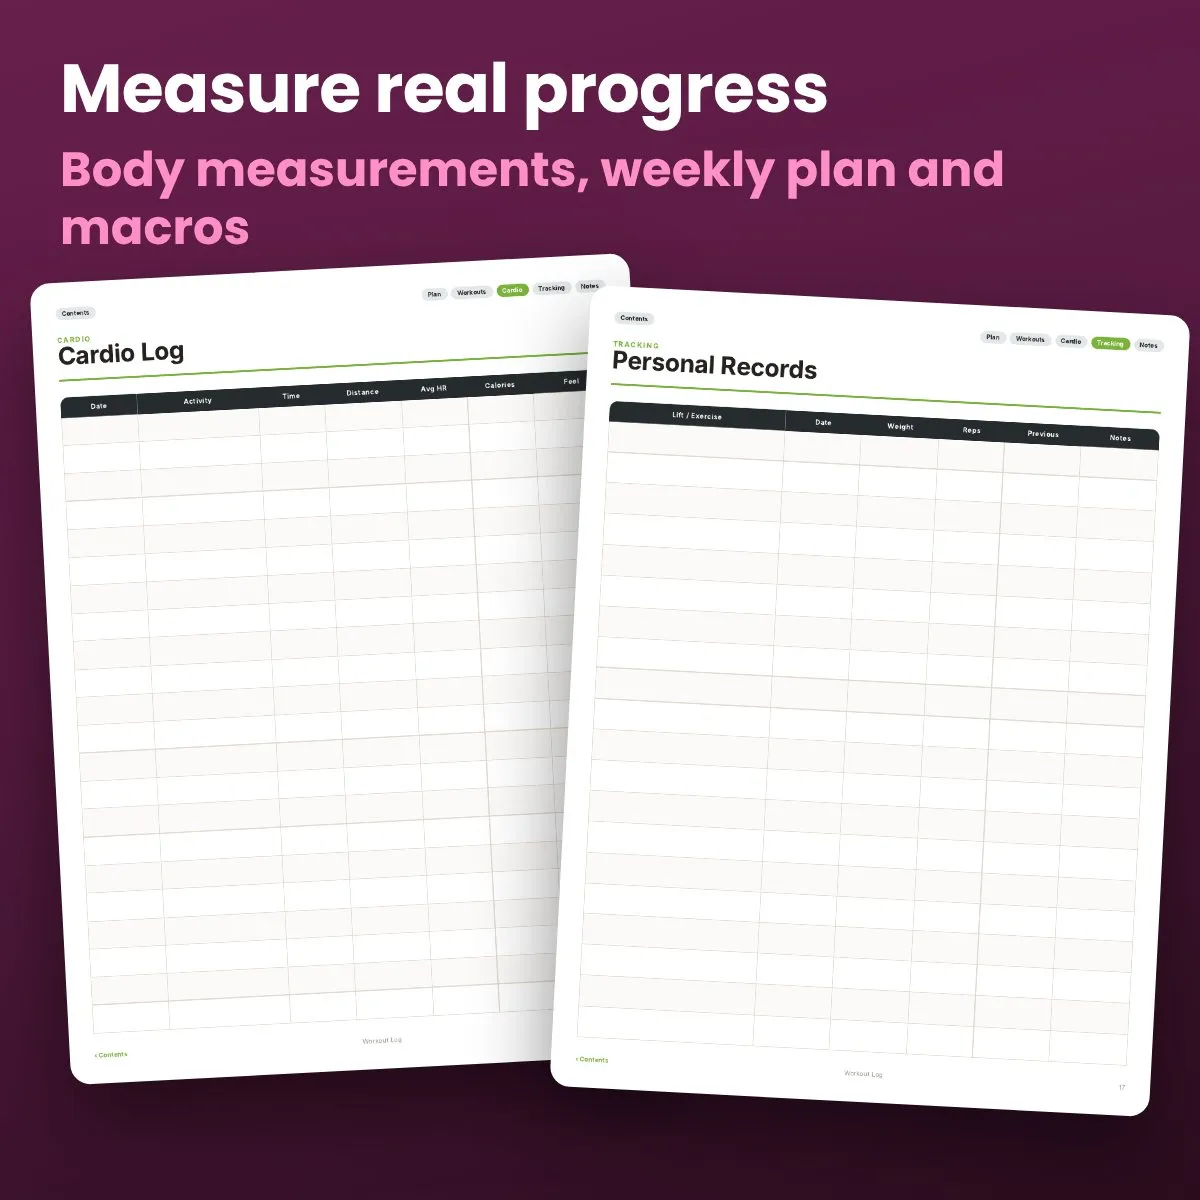 Measure real progress
Body measurements, weekly plan and
macros
Contents
Plan Workouts Cardio Tracking Notes
CARDIO
Cardio Log
Date Activity Time Distance Avg HR Calories Feel
‹ Contents
Workout Log
Contents
Plan Workouts Cardio Tracking Notes
TRACKING
Personal Records
Lift / Exercise Date Weight Reps Previous Notes
‹ Contents
Workout Log
17